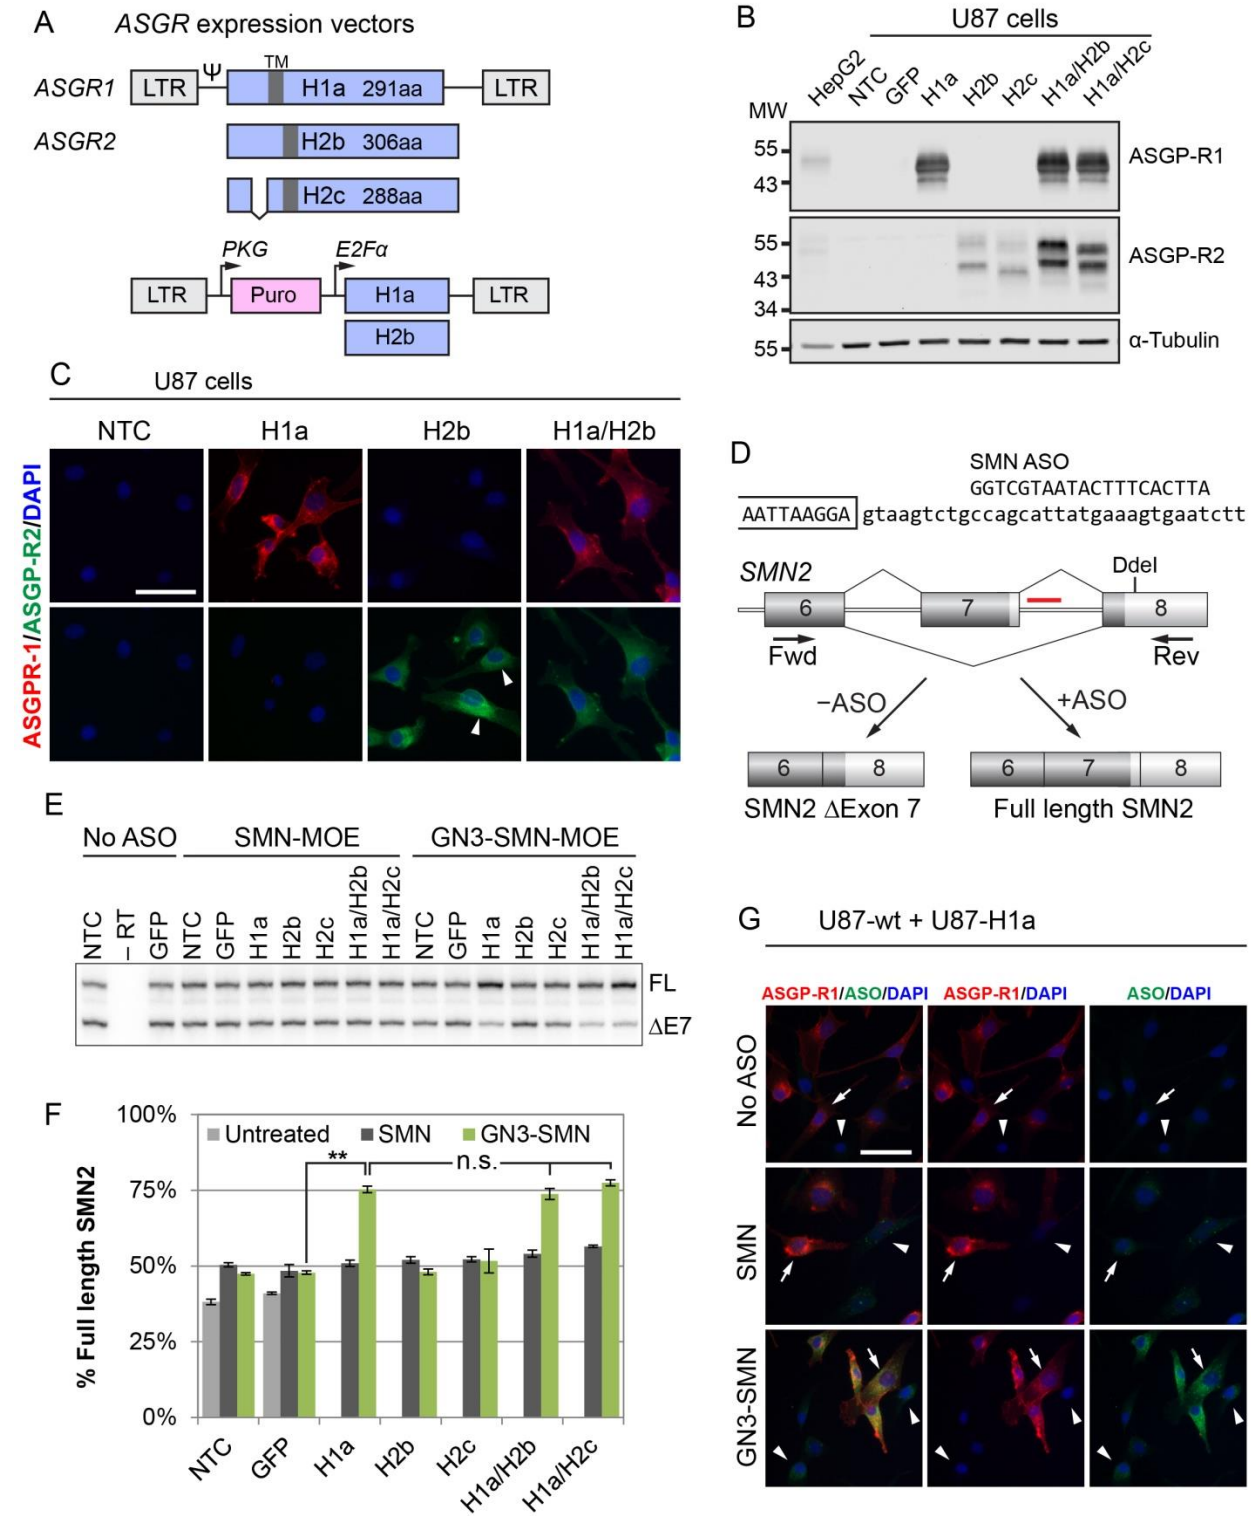 A
ASGR expression vectors
ASGR1
LTR
Ψ
TM
H1a 291aa
LTR
ASGR2
H2b 306aa
H2c 288aa
PKG
E2Fα
LTR
Puro
H1a
LTR
H2b
B
U87 cells
HepG2
NTC
GFP
H1a
H2b
H2c
H1a/H2b
H1a/H2c
MW
55
43
ASGP-R1
55
43
34
ASGP-R2
55
α-Tubulin
C
U87 cells
NTC
H1a
H2b
H1a/H2b
ASGPR-1/ASGP-R2/DAPI
D
SMN ASO
GGTCGTAATACTTTCACTTA
AATTAAGGA gtaagtctgccagcattatgaaagtgaatctt
SMN2
DdeI
6
7
8
Fwd
Rev
−ASO
+ASO
6 8
6 7 8
SMN2 ΔExon 7
Full length SMN2
E
No ASO
SMN-MOE
GN3-SMN-MOE
NTC
– RT
GFP
NTC
GFP
H1a
H2b
H2c
H1a/H2b
H1a/H2c
NTC
GFP
H1a
H2b
H2c
H1a/H2b
H1a/H2c
FL
ΔE7
F
% Full length SMN2
100%
75%
50%
25%
0%
Untreated
SMN
GN3-SMN
**
n.s.
NTC
GFP
H1a
H2b
H2c
H1a/H2b
H1a/H2c
G
U87-wt + U87-H1a
ASGP-R1/ASO/DAPI
ASGP-R1/DAPI
ASO/DAPI
No ASO
SMN
GN3-SMN